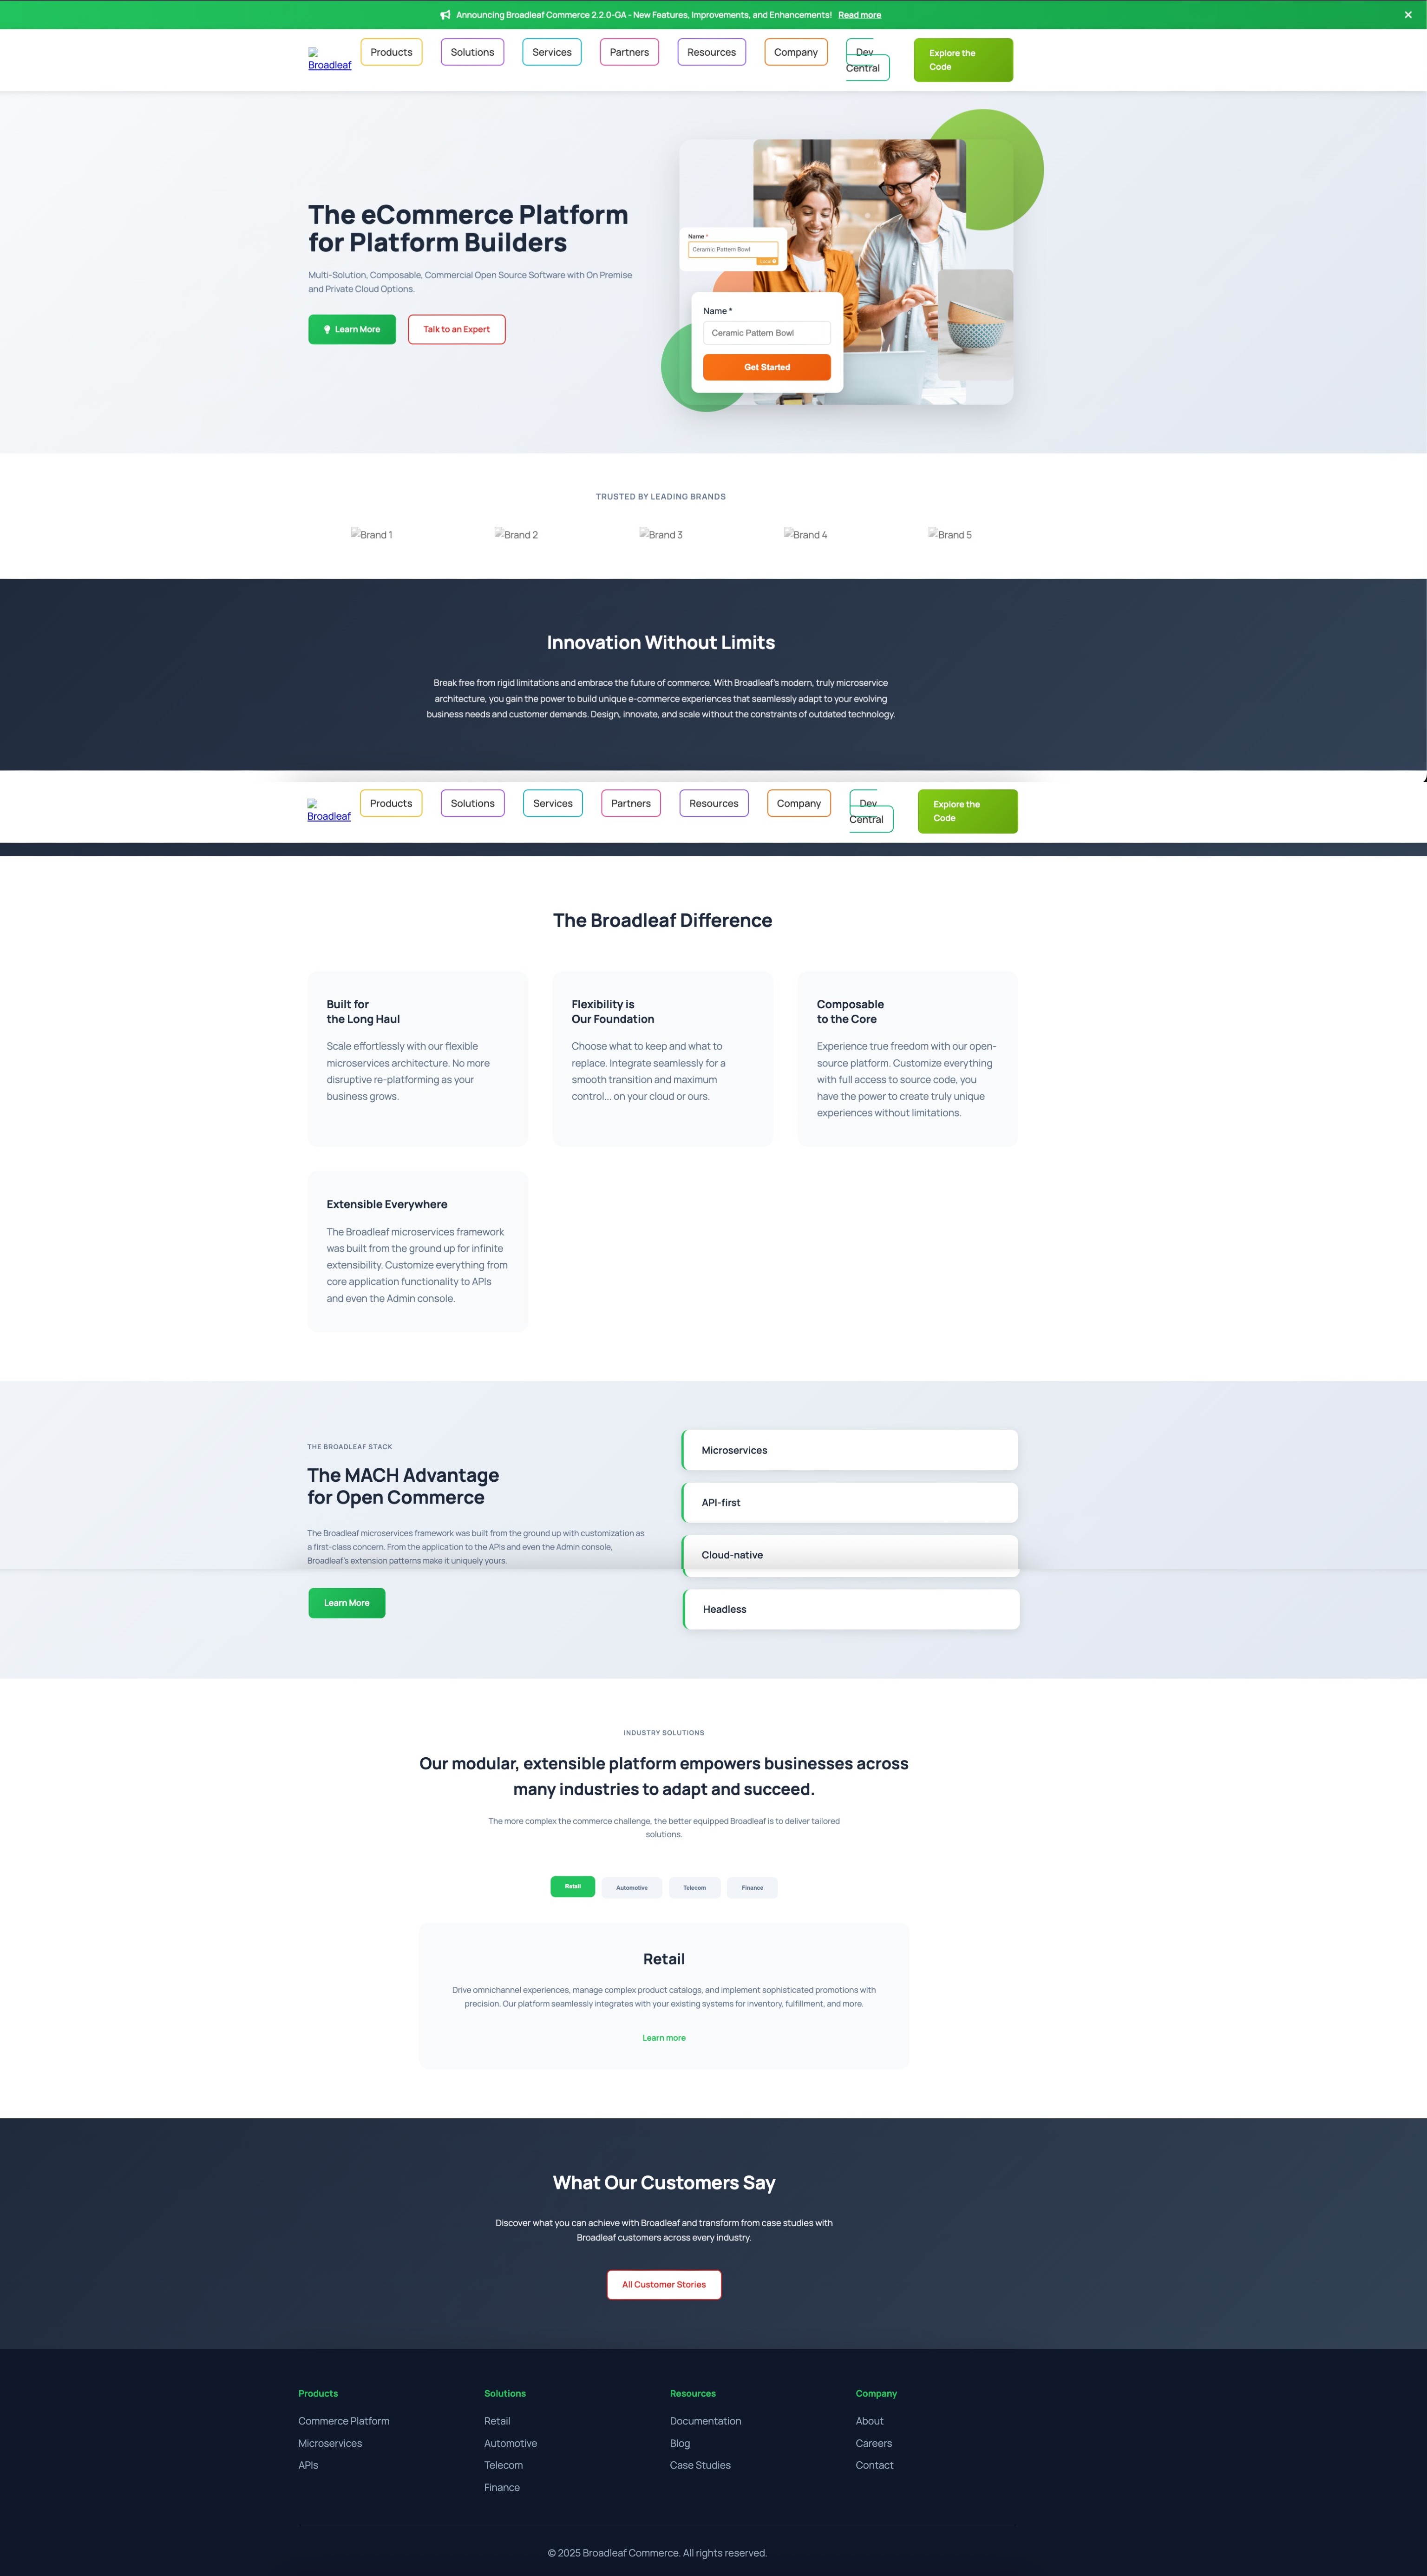 Announcing Broadleaf Commerce 2.2.0-GA - New Features, Improvements, and Enhancements! Read more
Broadleaf
Products
Solutions
Services
Partners
Resources
Company
Dev
Central
Explore the
Code
The eCommerce Platform
for Platform Builders
Multi-Solution, Composable, Commercial Open Source Software with On Premise
and Private Cloud Options.
Learn More
Talk to an Expert
Name *
Ceramic Pattern Bowl
Name *
Ceramic Pattern Bowl
Get Started
TRUSTED BY LEADING BRANDS
Brand 1
Brand 2
Brand 3
Brand 4
Brand 5
Innovation Without Limits
Break free from rigid limitations and embrace the future of commerce. With Broadleaf's modern, truly microservice
architecture, you gain the power to build unique e-commerce experiences that seamlessly adapt to your evolving
business needs and customer demands. Design, innovate, and scale without the constraints of outdated technology.
Broadleaf
Products
Solutions
Services
Partners
Resources
Company
Dev
Central
Explore the
Code
The Broadleaf Difference
Built for
the Long Haul
Scale effortlessly with our flexible
microservices architecture. No more
disruptive re-platforming as your
business grows.
Flexibility is
Our Foundation
Choose what to keep and what to
replace. Integrate seamlessly for a
smooth transition and maximum
control... on your cloud or ours.
Composable
to the Core
Experience true freedom with our open-
source platform. Customize everything
with full access to source code, you
have the power to create truly unique
experiences without limitations.
Extensible Everywhere
The Broadleaf microservices framework
was built from the ground up for infinite
extensibility. Customize everything from
core application functionality to APIs
and even the Admin console.
THE BROADLEAF STACK
The MACH Advantage
for Open Commerce
The Broadleaf microservices framework was built from the ground up with customization as
a first-class concern. From the application to the APIs and even the Admin console,
Broadleaf's extension patterns make it uniquely yours.
Learn More
Microservices
API-first
Cloud-native
Headless
INDUSTRY SOLUTIONS
Our modular, extensible platform empowers businesses across
many industries to adapt and succeed.
The more complex the commerce challenge, the better equipped Broadleaf is to deliver tailored
solutions.
Retail
Automotive
Telecom
Finance
Retail
Drive omnichannel experiences, manage complex product catalogs, and implement sophisticated promotions with
precision. Our platform seamlessly integrates with your existing systems for inventory, fulfillment, and more.
Learn more
What Our Customers Say
Discover what you can achieve with Broadleaf and transform from case studies with
Broadleaf customers across every industry.
All Customer Stories
Products
Commerce Platform
Microservices
APIs
Solutions
Retail
Automotive
Telecom
Finance
Resources
Documentation
Blog
Case Studies
Company
About
Careers
Contact
© 2025 Broadleaf Commerce. All rights reserved.